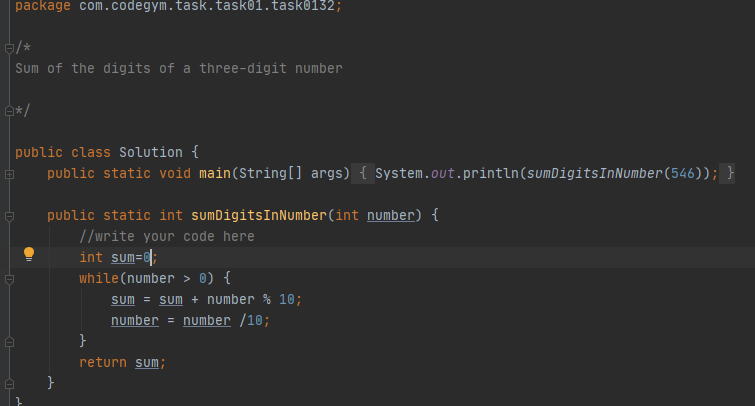 package com.codegym.task.task01.task0132;
/*
Sum of the digits of a three-digit number
*/
public class Solution {
public static void main(String[] args) { System.out.println(sumDigitsInNumber(546)); }
public static int sumDigitsInNumber(int number) {
//write your code here
int sum=0;
while(number > 0) {
sum = sum + number % 10;
number = number /10;
}
return sum;
}
}